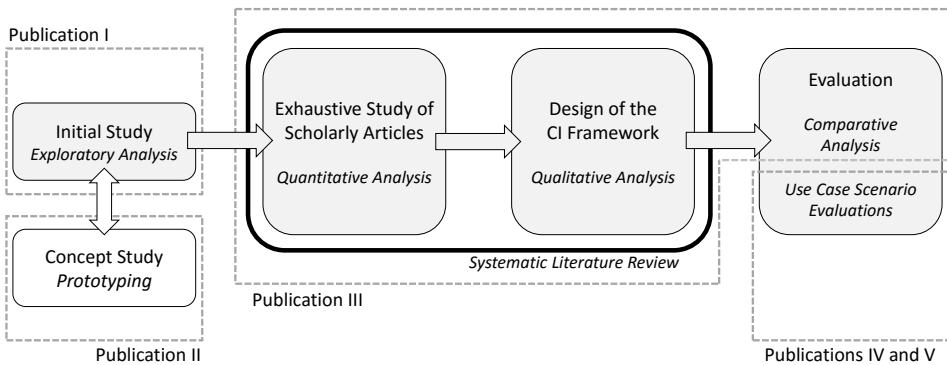 Publication I
Initial Study
Exploratory Analysis
Concept Study
Prototyping
Publication II
Exhaustive Study of
Scholarly Articles
Quantitative Analysis
Design of the
CI Framework
Qualitative Analysis
Systematic Literature Review
Publication III
Evaluation
Comparative
Analysis
Use Case Scenario
Evaluations
Publications IV and V